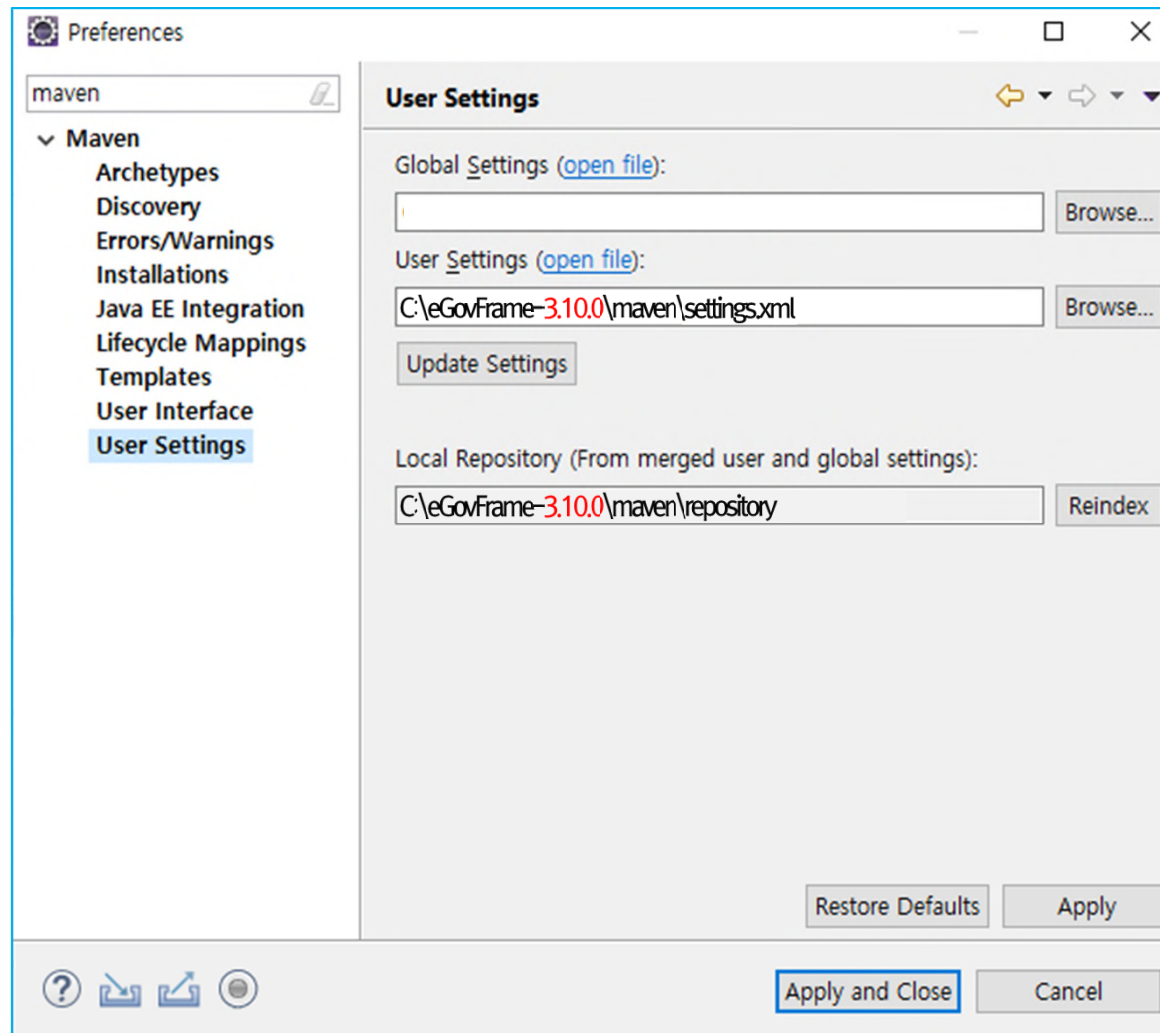 Preferences
maven
Maven
Archetypes
Discovery
Errors/Warnings
Installations
Java EE Integration
Lifecycle Mappings
Templates
User Interface
User Settings
User Settings
Global Settings (open file):
Browse...
User Settings (open file):
C:\eGovFrame-3.10.0\maven\settings.xml
Browse...
Update Settings
Local Repository (From merged user and global settings):
C:\eGovFrame-3.10.0\maven\repository
Reindex
Restore Defaults
Apply
Apply and Close
Cancel